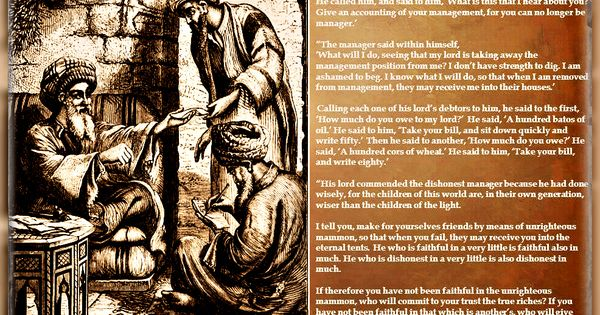 He called him, and said to him, 'What is this that I hear about you?
Give an accounting of your management, for you can no longer be
manager.'
"The manager said within himself,
'What will I do, seeing that my lord is taking away the
management position from me? I don't have strength to dig. I am
ashamed to beg. I know what I will do, so that when I am removed
from management, they may receive me into their houses.'
Calling each one of his lord's debtors to him, he said to the first,
'How much do you owe to my lord?' He said, 'A hundred batos of
oil.' He said to him, 'Take your bill, and sit down quickly and
write fifty.' Then he said to another, 'How much do you owe?' He
said, 'A hundred cors of wheat.' He said to him, 'Take your bill,
and write eighty.'
"His lord commended the dishonest manager because he had done
wisely, for the children of this world are, in their own generation,
wiser than the children of the light.
I tell you, make for yourselves friends by means of unrighteous
mammon, so that when you fail, they may receive you into the
eternal tents. He who is faithful in a very little is faithful also in
much. He who is dishonest in a very little is also dishonest in
much.
If therefore you have not been faithful in the unrighteous
mammon, who will commit to your trust the true riches? If you
have not been faithful in that which is another's, who will give